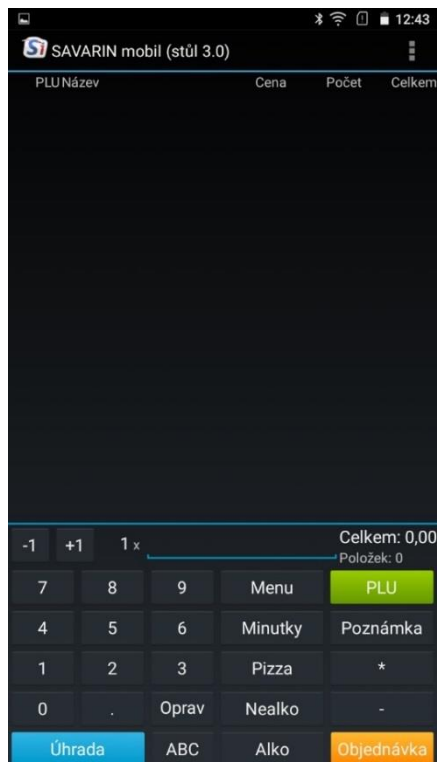 12:43
Si SAVARIN mobil (stůl 3.0)
PLU Název Cena Počet Celkem
-1 +1 1 x Celkem: 0,00
Položek: 0
7 8 9 Menu PLU
4 5 6 Minutky Poznámka
1 2 3 Pizza *
0 . Oprav Nealko -
Úhrada ABC Alko Objednávka